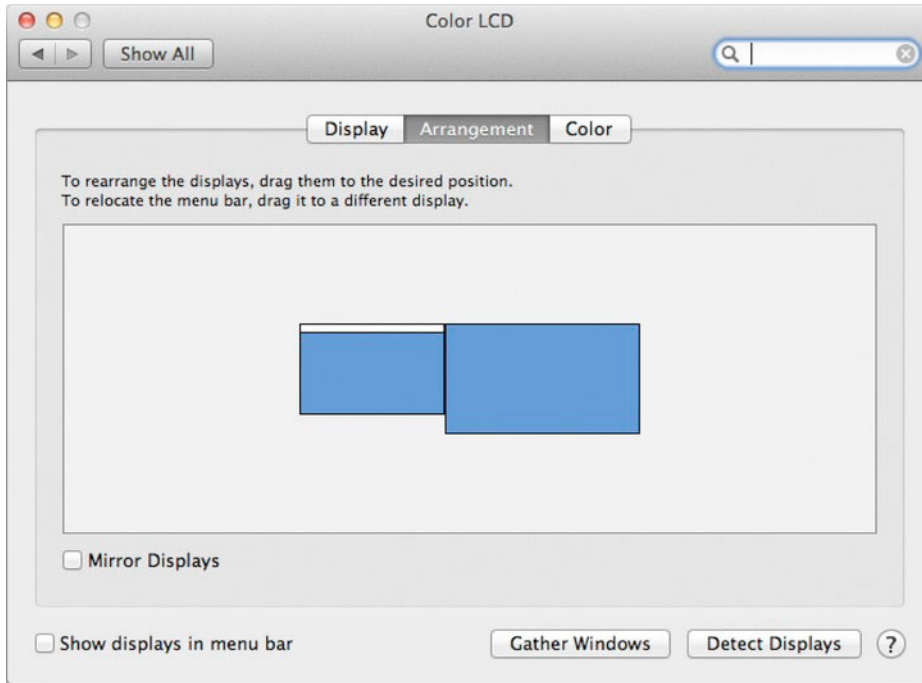 Color LCD
Show All
Display Arrangement Color
To rearrange the displays, drag them to the desired position.
To relocate the menu bar, drag it to a different display.
Mirror Displays
Show displays in menu bar Gather Windows Detect Displays ?